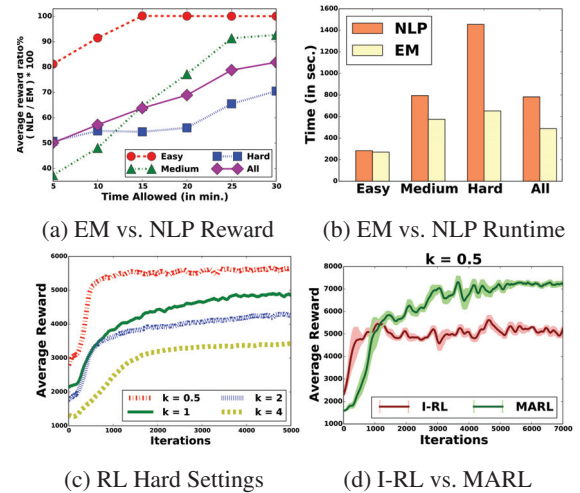 Average reward ratio%
( NLP / EM ) * 100
100
90
80
70
60
50
40
Easy
Medium
Hard
All
5
10
15
20
25
30
Time Allowed (in min.)
(a) EM vs. NLP Reward
Time (in sec.)
1600
1400
1200
1000
800
600
400
200
0
NLP
EM
Easy
Medium
Hard
All
(b) EM vs. NLP Runtime
Average Reward
6000
5000
4000
3000
2000
1000
k = 0.5
k = 1
k = 2
k = 4
0
1000
2000
3000
4000
5000
Iterations
(c) RL Hard Settings
k = 0.5
Average Reward
8000
7000
6000
5000
4000
3000
2000
1000
I-RL
MARL
0
1000
2000
3000
4000
5000
6000
7000
Iterations
(d) I-RL vs. MARL